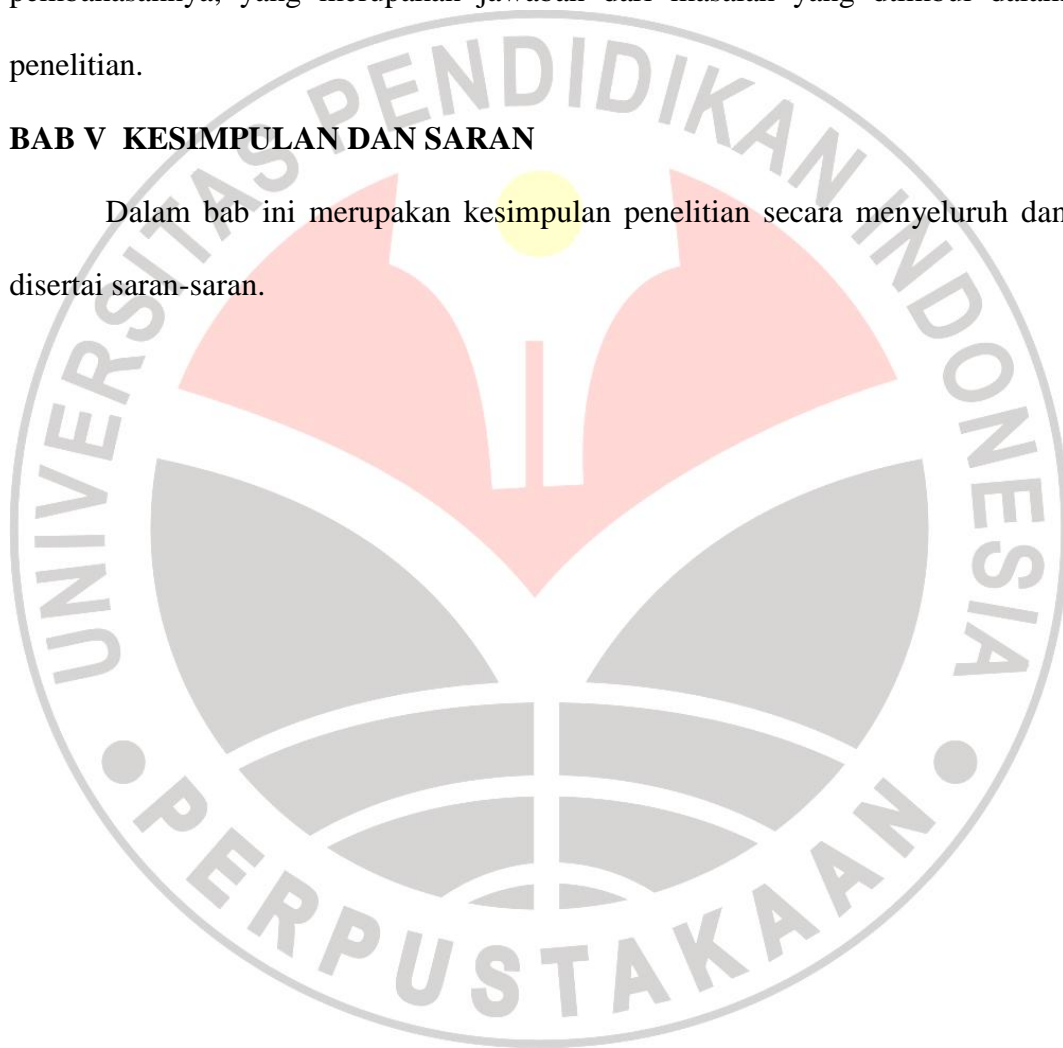 penelitian.
BAB V KESIMPULAN DAN SARAN
Dalam bab ini merupakan kesimpulan penelitian secara menyeluruh dan
disertai saran-saran.
UNIVERSITAS PENDIDIKAN INDONESIA
PERPUSTAKAAN